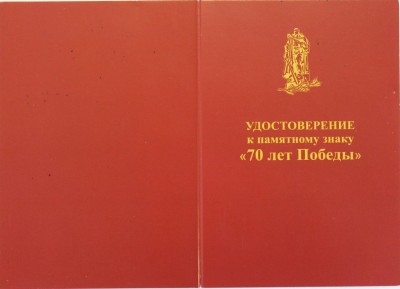 УДОСТОВЕРЕНИЕ
к памятному знаку
«70 лет Победы»